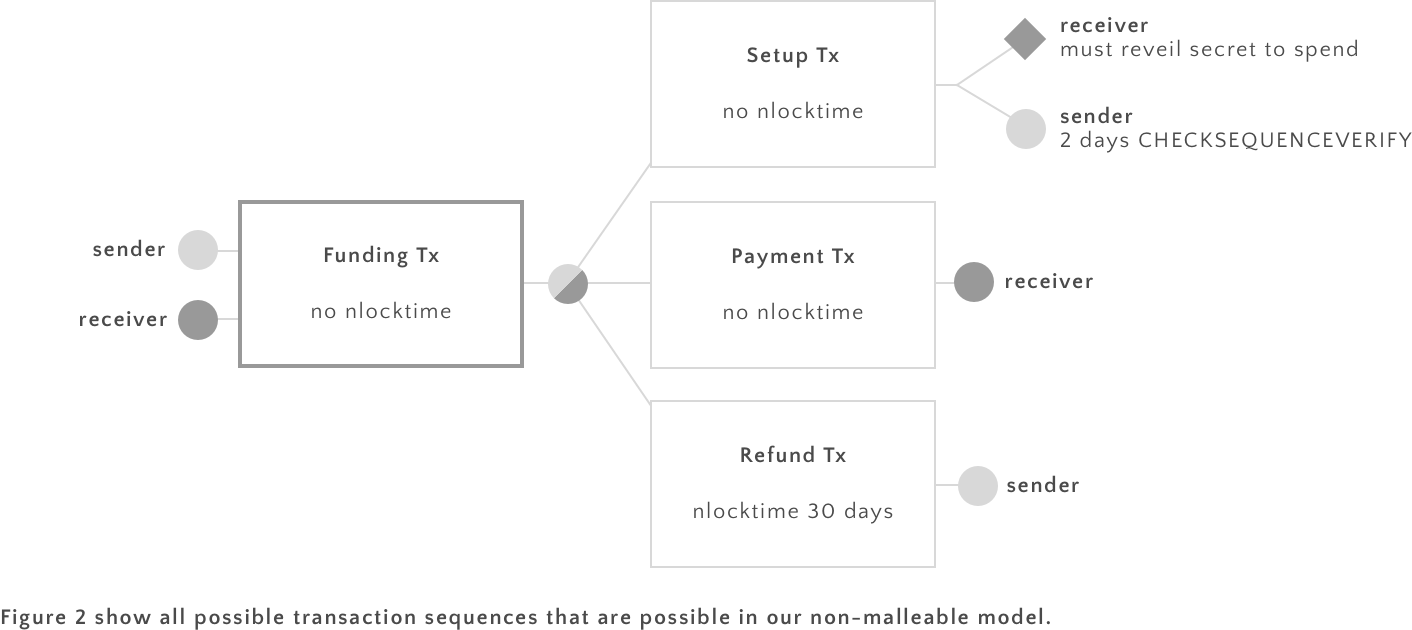 sender
receiver
Funding Tx
no nlocktime
Setup Tx
no nlocktime
receiver
must reveil secret to spend
sender
2 days CHECKSEQUENCEVERIFY
Payment Tx
no nlocktime
receiver
Refund Tx
nlocktime 30 days
sender
Figure 2 show all possible transaction sequences that are possible in our non-malleable model.